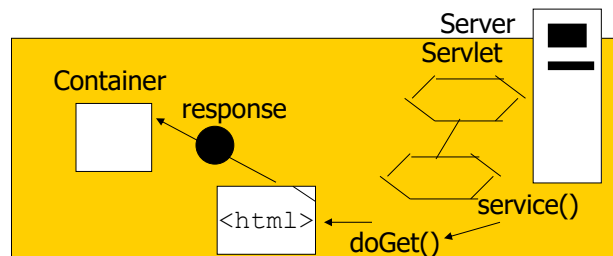 Server
Servlet
Container
response
<html>
service()
doGet()